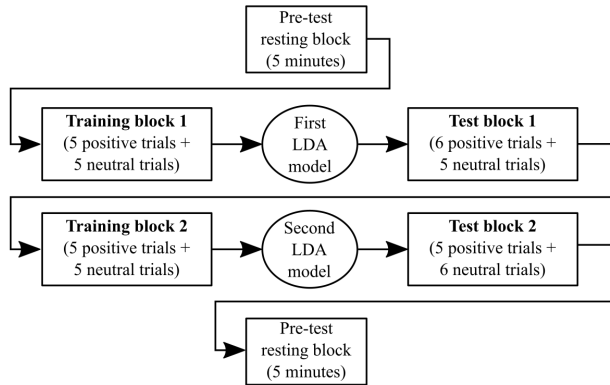 Pre-test
resting block
(5 minutes)
Training block 1
(5 positive trials +
5 neutral trials)
First
LDA
model
Test block 1
(6 positive trials +
5 neutral trials)
Training block 2
(5 positive trials +
5 neutral trials)
Second
LDA
model
Test block 2
(5 positive trials +
6 neutral trials)
Pre-test
resting block
(5 minutes)